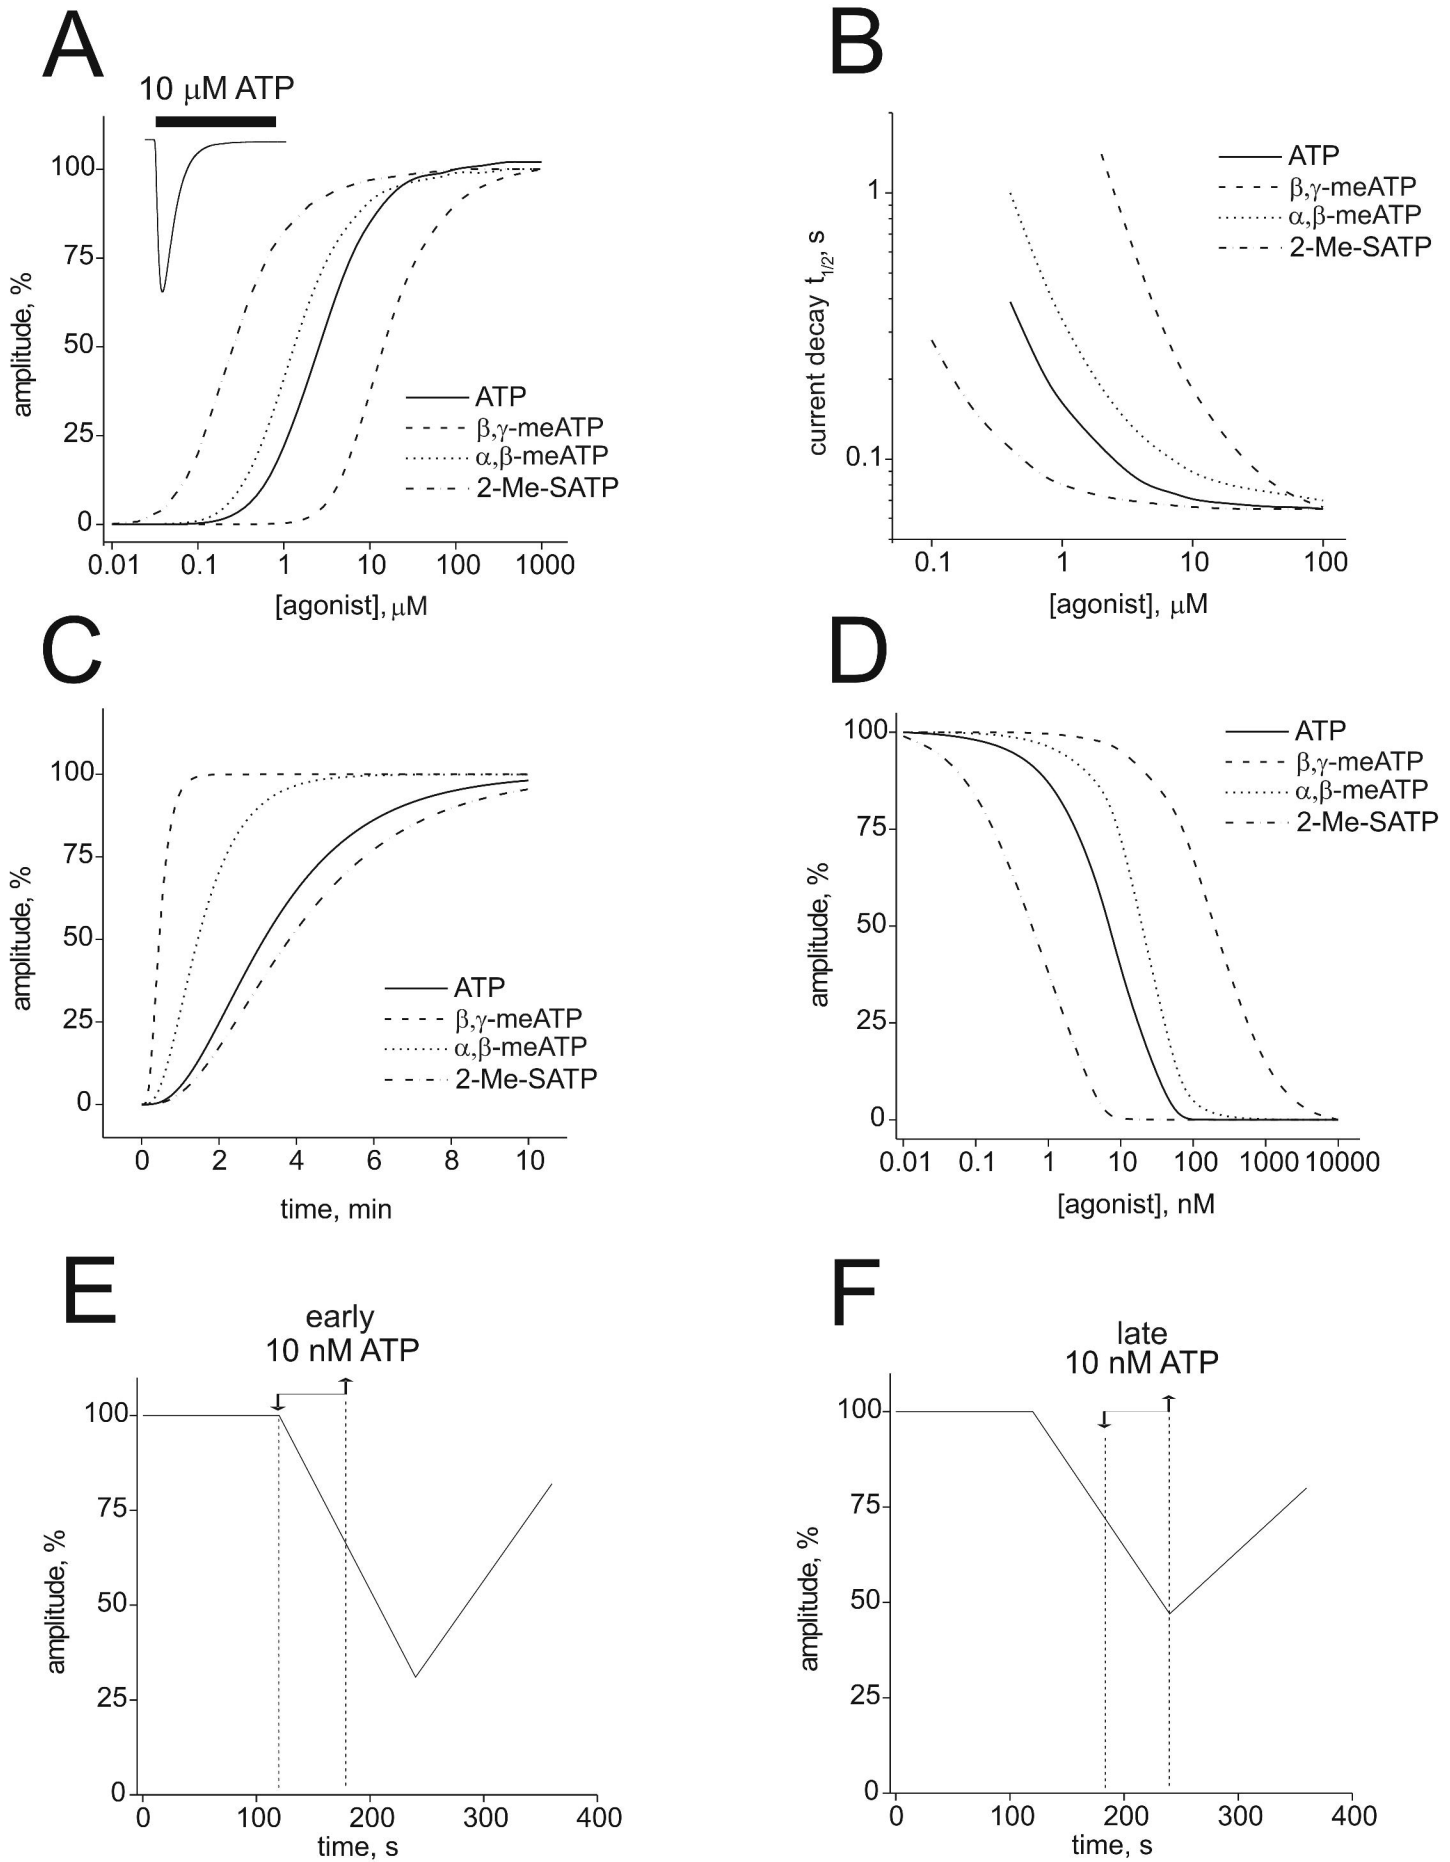 A
10 μM ATP
100
75
50
25
0
amplitude, %
ATP
β,γ-meATP
α,β-meATP
2-Me-SATP
0.01 0.1 1 10 100 1000
[agonist], μM
B
1
0.1
current decay t1/2, s
ATP
β,γ-meATP
α,β-meATP
2-Me-SATP
0.1 1 10 100
[agonist], μM
C
100
75
50
25
0
amplitude, %
ATP
β,γ-meATP
α,β-meATP
2-Me-SATP
0 2 4 6 8 10
time, min
D
100
75
50
25
0
amplitude, %
ATP
β,γ-meATP
α,β-meATP
2-Me-SATP
0.01 0.1 1 10 100 1000 10000
[agonist], nM
E
early
10 nM ATP
100
75
50
25
0
amplitude, %
0 100 200 300 400
time, s
F
late
10 nM ATP
100
75
50
25
0
amplitude, %
0 100 200 300 400
time, s